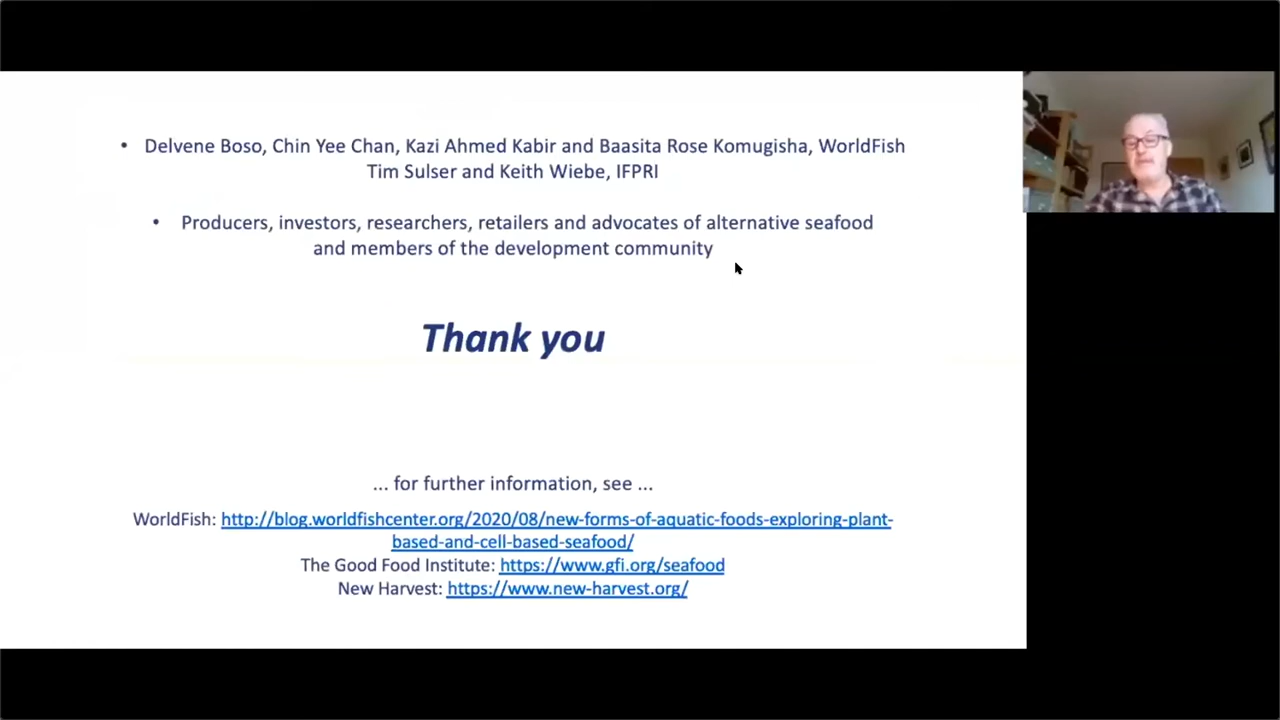 • Delvene Boso, Chin Yee Chan, Kazi Ahmed Kabir and Baasita Rose Komugisha, WorldFish
Tim Sulser and Keith Wiebe, IFPRI
• Producers, investors, researchers, retailers and advocates of alternative seafood
and members of the development community
Thank you
... for further information, see ...
WorldFish: http://blog.worldfishcenter.org/2020/08/new-forms-of-aquatic-foods-exploring-plant-
based-and-cell-based-seafood/
The Good Food Institute: https://www.gfi.org/seafood
New Harvest: https://www.new-harvest.org/